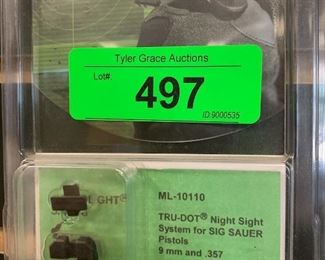 Tyler Grace Auctions
Lot#:
497
ID:9000535
LIGHT®
ML-10110
TRU-DOT® Night Sight
System for SIG SAUER
Pistols
9 mm and .357